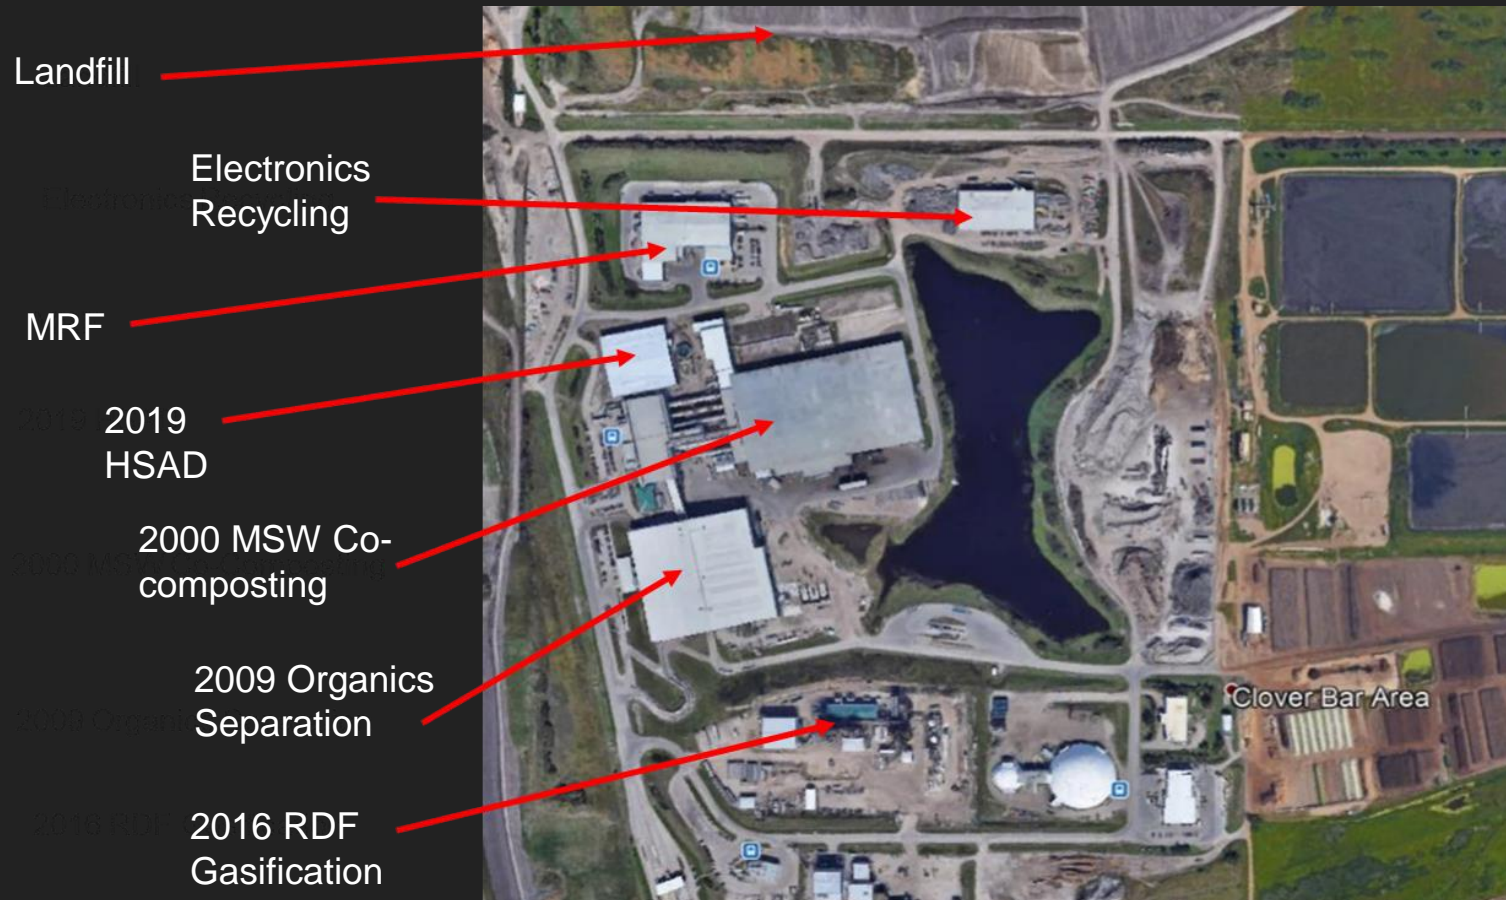 Landfill
Electronics
Recycling
MRF
2019
HSAD
2000 MSW Co-
composting
2009 Organics
Separation
2016 RDF
Gasification
Clover Bar Area